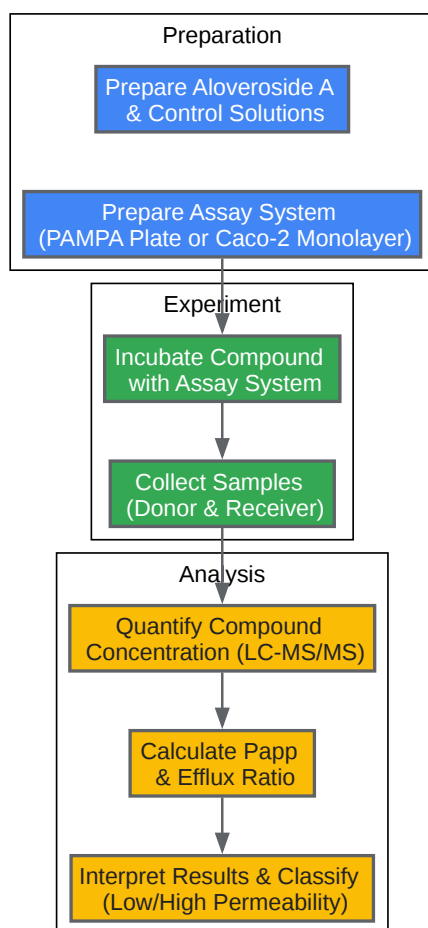 Preparation
Prepare Aloveroside A
& Control Solutions
Prepare Assay System
(PAMPA Plate or Caco-2 Monolayer)
Experiment
Incubate Compound
with Assay System
Collect Samples
(Donor & Receiver)
Analysis
Quantify Compound
Concentration (LC-MS/MS)
Calculate Papp
& Efflux Ratio
Interpret Results & Classify
(Low/High Permeability)